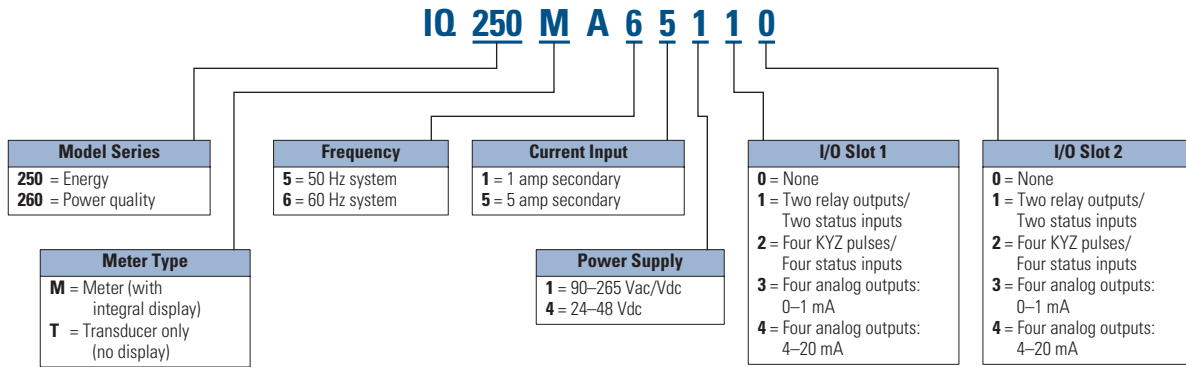 IQ 250 M A 6 5 1 1 0
Model Series
250 = Energy
260 = Power quality
Meter Type
M = Meter (with
integral display)
T = Transducer only
(no display)
Frequency
5 = 50 Hz system
6 = 60 Hz system
Current Input
1 = 1 amp secondary
5 = 5 amp secondary
Power Supply
1 = 90–265 Vac/Vdc
4 = 24–48 Vdc
I/O Slot 1
0 = None
1 = Two relay outputs/
Two status inputs
2 = Four KYZ pulses/
Four status inputs
3 = Four analog outputs:
0–1 mA
4 = Four analog outputs:
4–20 mA
I/O Slot 2
0 = None
1 = Two relay outputs/
Two status inputs
2 = Four KYZ pulses/
Four status inputs
3 = Four analog outputs:
0–1 mA
4 = Four analog outputs:
4–20 mA